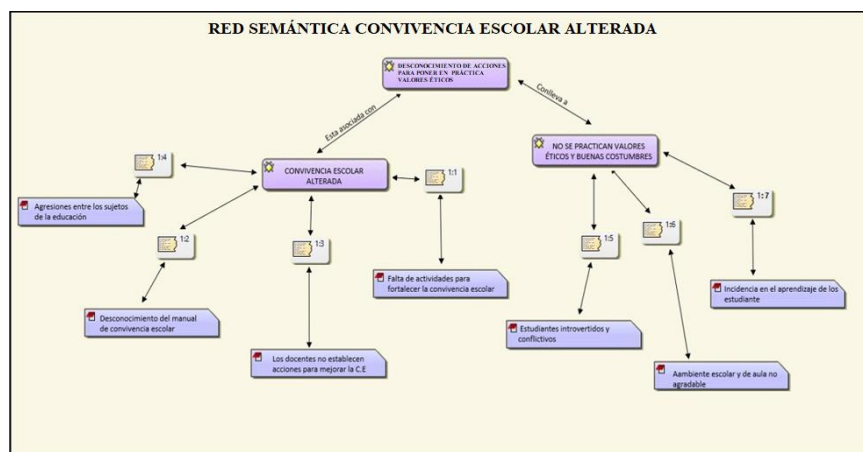 RED SEMÁNTICA CONVIVENCIA ESCOLAR ALTERADA
DESCONOCIMIENTO DE ACCIONES
PARA PONER EN PRÁCTICA
VALORES ÉTICOS
Esta asociada con
Conlleva a
CONVIVENCIA ESCOLAR
ALTERADA
NO SE PRACTICAN VALORES
ÉTICOS Y BUENAS COSTUMBRES
1:4
1:1
1:7
1:2
1:3
1:5
1:6
Agresiones entre los sujetos
de la educación
Desconocimiento del manual
de convivencia escolar
Los docentes no establecen
acciones para mejorar la C.E
Falta de actividades para
fortalecer la convivencia escolar
Estudiantes introvertidos y
conflictivos
Aambiente escolar y de aula no
agradable
Incidencia en el aprendizaje de los
estudiante